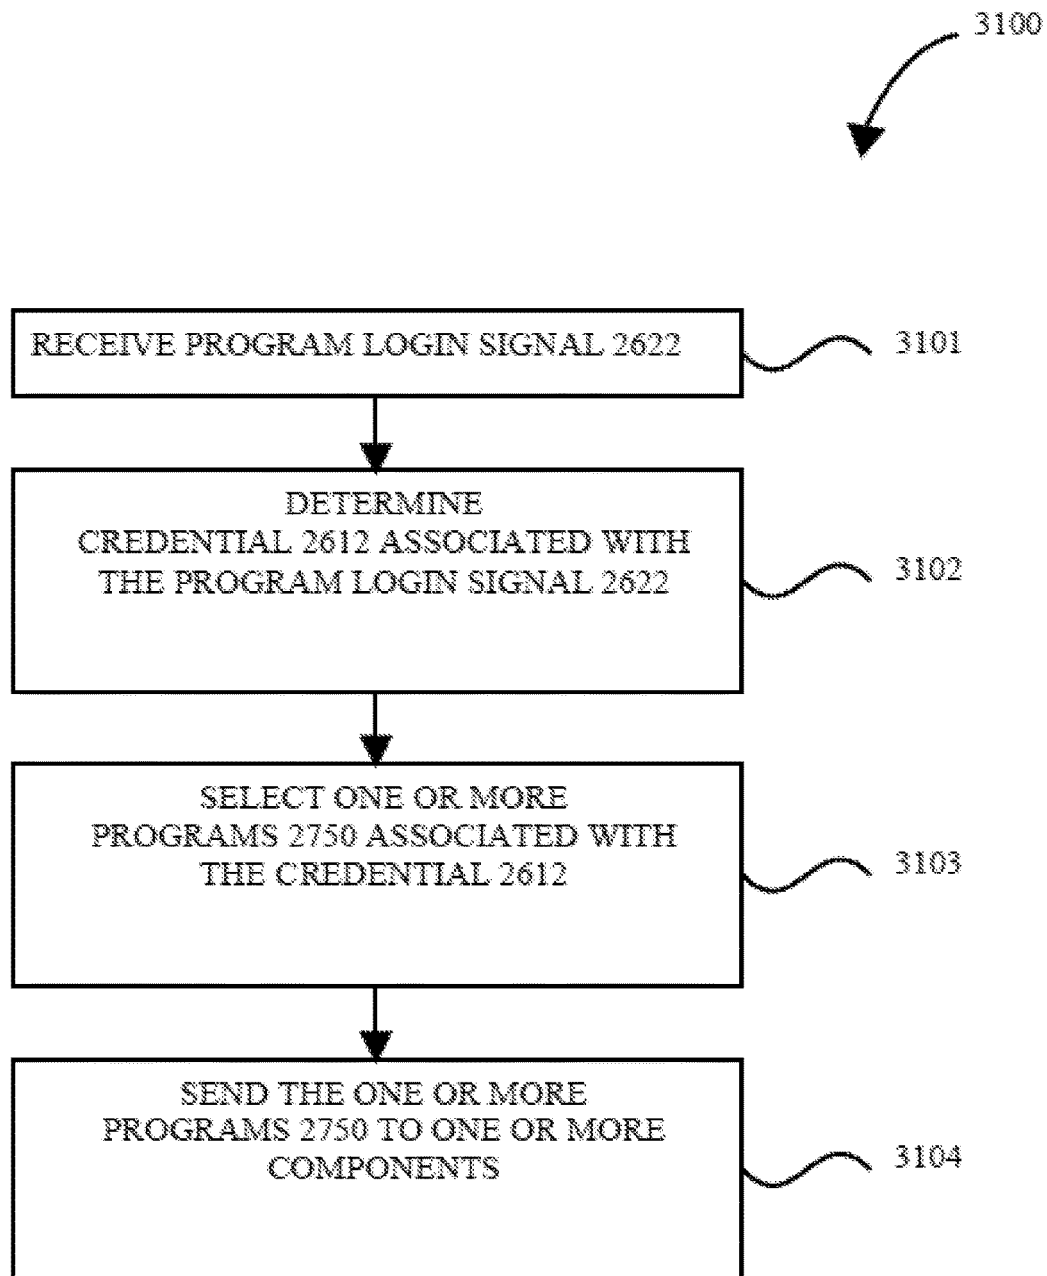 3100
RECEIVE PROGRAM LOGIN SIGNAL 2622
3101
DETERMINE
CREDENTIAL 2612 ASSOCIATED WITH
THE PROGRAM LOGIN SIGNAL 2622
3102
SELECT ONE OR MORE
PROGRAMS 2750 ASSOCIATED WITH
THE CREDENTIAL 2612
3103
SEND THE ONE OR MORE
PROGRAMS 2750 TO ONE OR MORE
COMPONENTS
3104